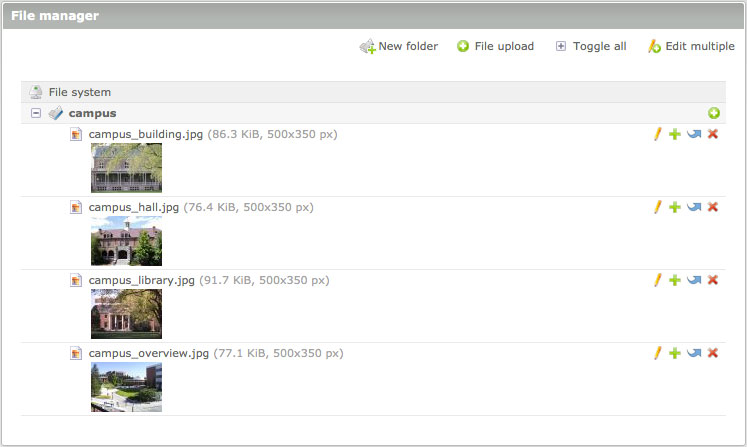 File manager
New folder File upload Toggle all Edit multiple
File system
campus
campus_building.jpg (86.3 KiB, 500x350 px)
campus_hall.jpg (76.4 KiB, 500x350 px)
campus_library.jpg (91.7 KiB, 500x350 px)
campus_overview.jpg (77.1 KiB, 500x350 px)